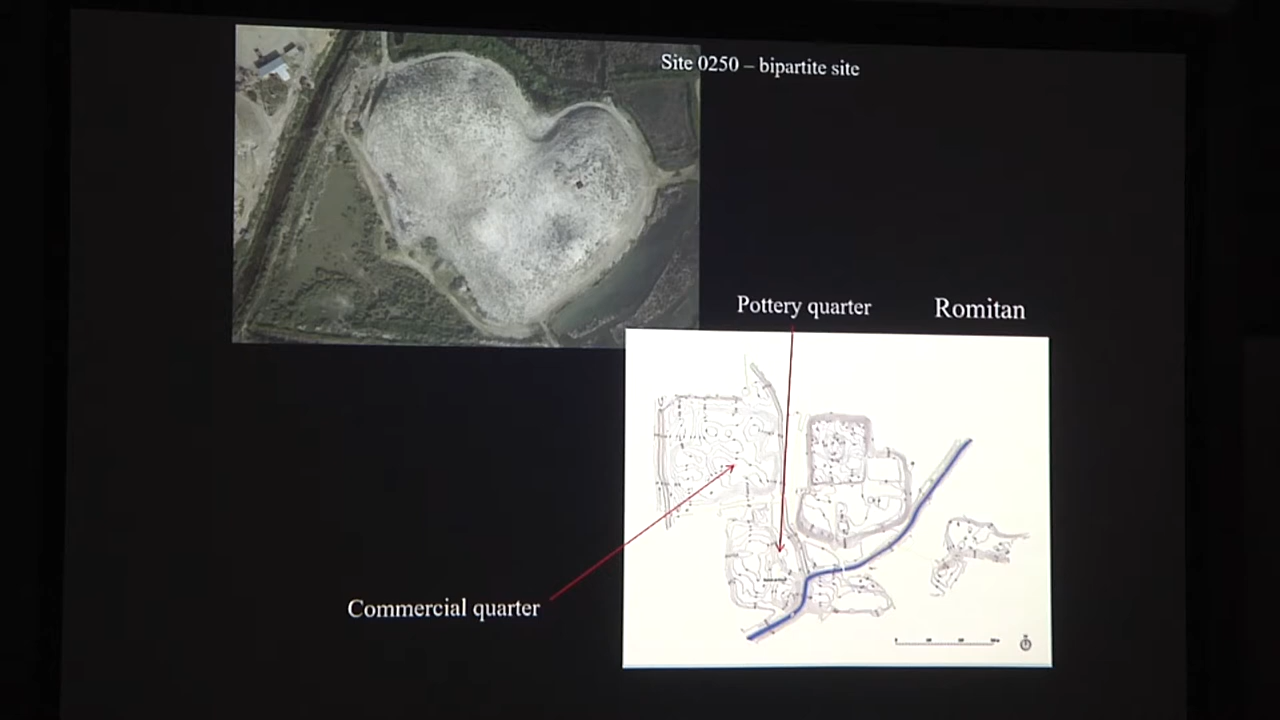 Site 0250 – bipartite site
Pottery quarter
Romitan
Commercial quarter